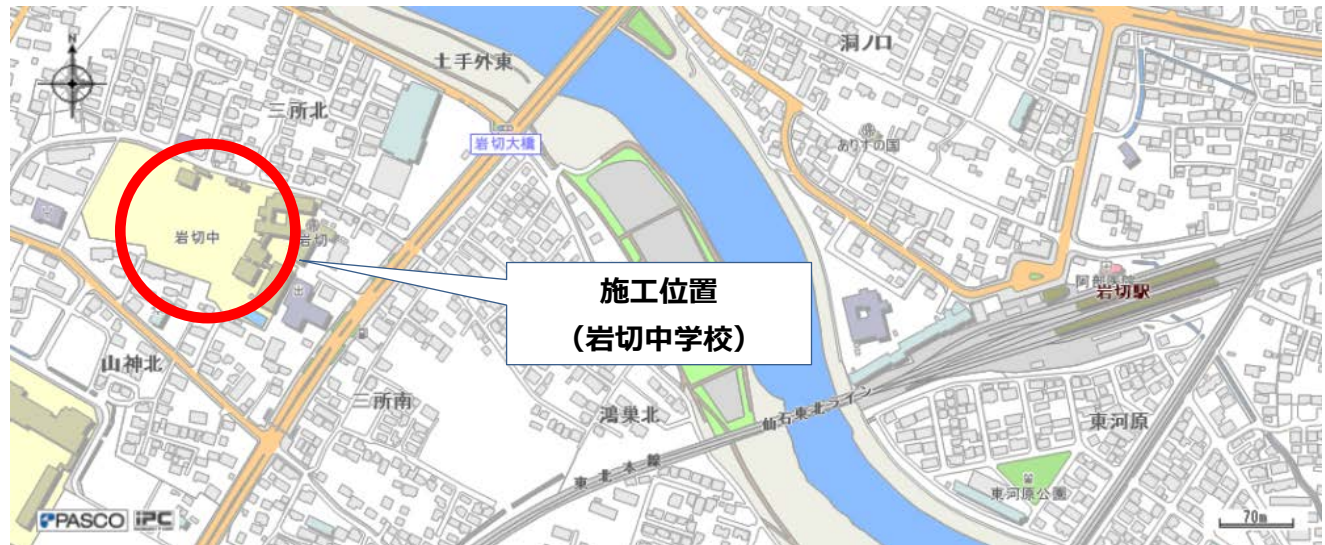 N
土手外東
洞ノ口
三所北
岩切大橋
ありすの国
岩切中
岩切
施工位置
（岩切中学校）
岩切駅
山神北
三所南
鴻巣北
仙石東北ライン
東河原
東北本線
東河原公園
PASCO iPC
70m